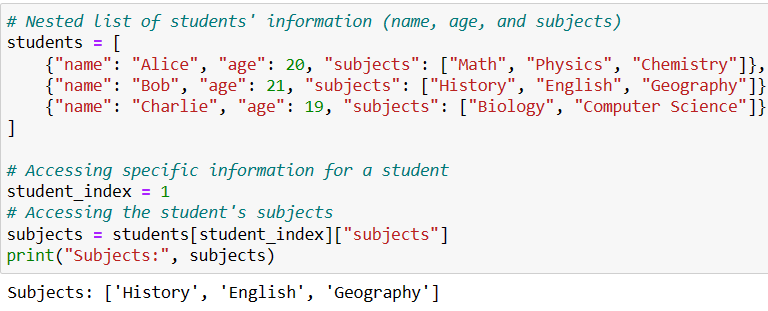 # Nested list of students' information (name, age, and subjects)
students = [
    {"name": "Alice", "age": 20, "subjects": ["Math", "Physics", "Chemistry"]},
    {"name": "Bob", "age": 21, "subjects": ["History", "English", "Geography"]}
    {"name": "Charlie", "age": 19, "subjects": ["Biology", "Computer Science"]}
]

# Accessing specific information for a student
student_index = 1
# Accessing the student's subjects
subjects = students[student_index]["subjects"]
print("Subjects:", subjects)
Subjects: ['History', 'English', 'Geography']